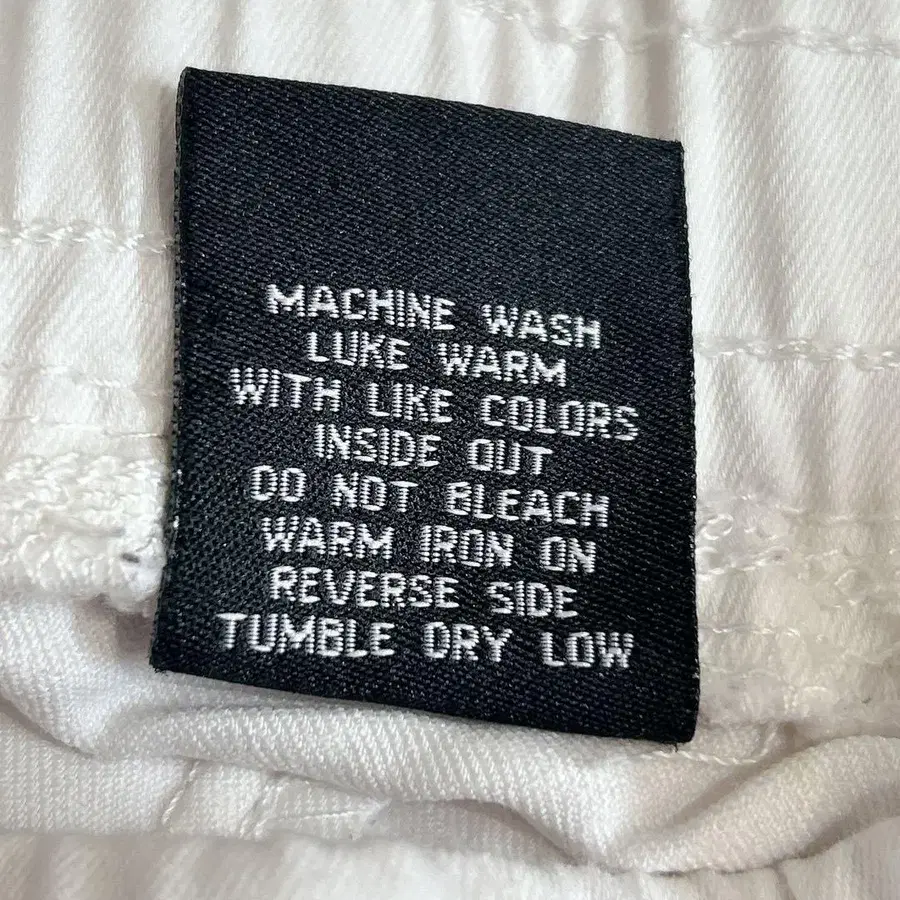 MACHINE WASH
LUKE WARM
WITH LIKE COLORS
INSIDE OUT
DO NOT BLEACH
WARM IRON ON
REVERSE SIDE
TUMBLE DRY LOW